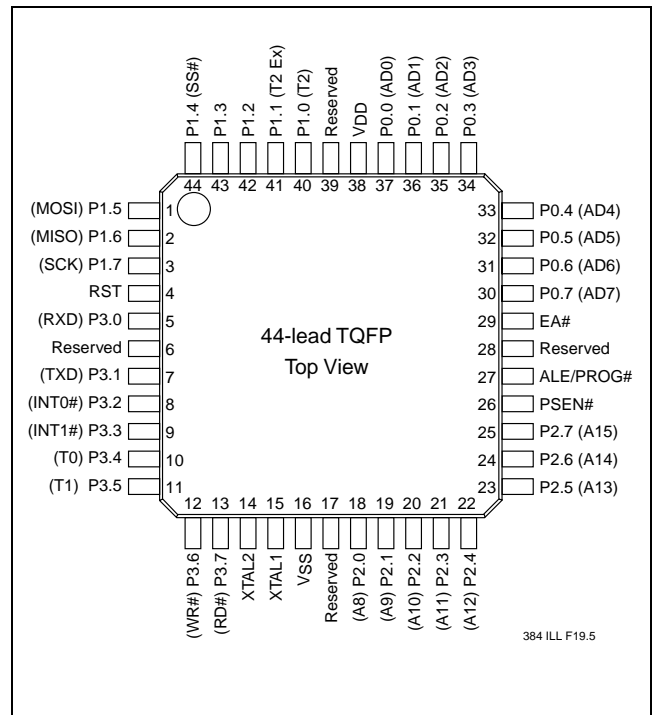 P1.4 (SS#)
P1.3
P1.2
P1.1 (T2 Ex)
P1.0 (T2)
Reserved
VDD
P0.0 (AD0)
P0.1 (AD1)
P0.2 (AD2)
P0.3 (AD3)
44 43 42 41 40 39 38 37 36 35 34
(MOSI) P1.5 1
(MISO) P1.6 2
(SCK) P1.7 3
RST 4
(RXD) P3.0 5
Reserved 6
(TXD) P3.1 7
(INT0#) P3.2 8
(INT1#) P3.3 9
(T0) P3.4 10
(T1) P3.5 11
44-lead TQFP
Top View
33 P0.4 (AD4)
32 P0.5 (AD5)
31 P0.6 (AD6)
30 P0.7 (AD7)
29 EA#
28 Reserved
27 ALE/PROG#
26 PSEN#
25 P2.7 (A15)
24 P2.6 (A14)
23 P2.5 (A13)
12 13 14 15 16 17 18 19 20 21 22
(WR#) P3.6
(RD#) P3.7
XTAL2
XTAL1
VSS
Reserved
(A8) P2.0
(A9) P2.1
(A10) P2.2
(A11) P2.3
(A12) P2.4
384 ILL F19.5